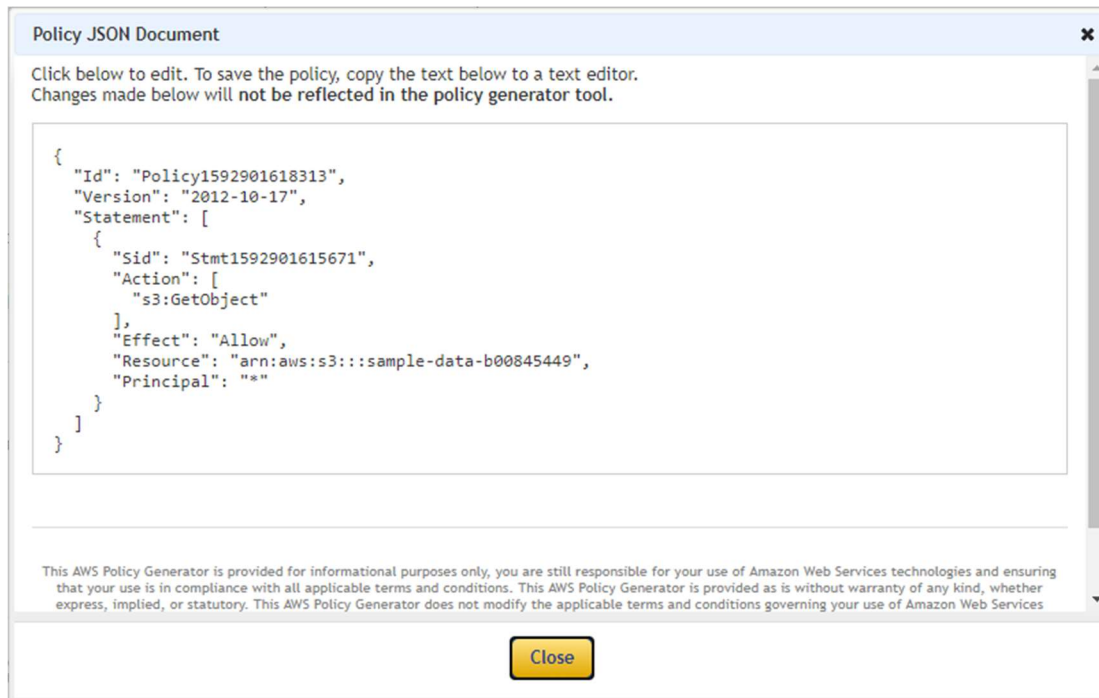 Policy JSON Document
Click below to edit. To save the policy, copy the text below to a text editor.
Changes made below will not be reflected in the policy generator tool.
{
"Id": "Policy1592901618313",
"Version": "2012-10-17",
"Statement": [
{
"Sid": "Stmt1592901615671",
"Action": [
"s3:GetObject"
],
"Effect": "Allow",
"Resource": "arn:aws:s3:::sample-data-b00845449",
"Principal": "*"
}
]
}
This AWS Policy Generator is provided for informational purposes only, you are still responsible for your use of Amazon Web Services technologies and ensuring
that your use is in compliance with all applicable terms and conditions. This AWS Policy Generator is provided as is without warranty of any kind, whether
express, implied, or statutory. This AWS Policy Generator does not modify the applicable terms and conditions governing your use of Amazon Web Services
Close